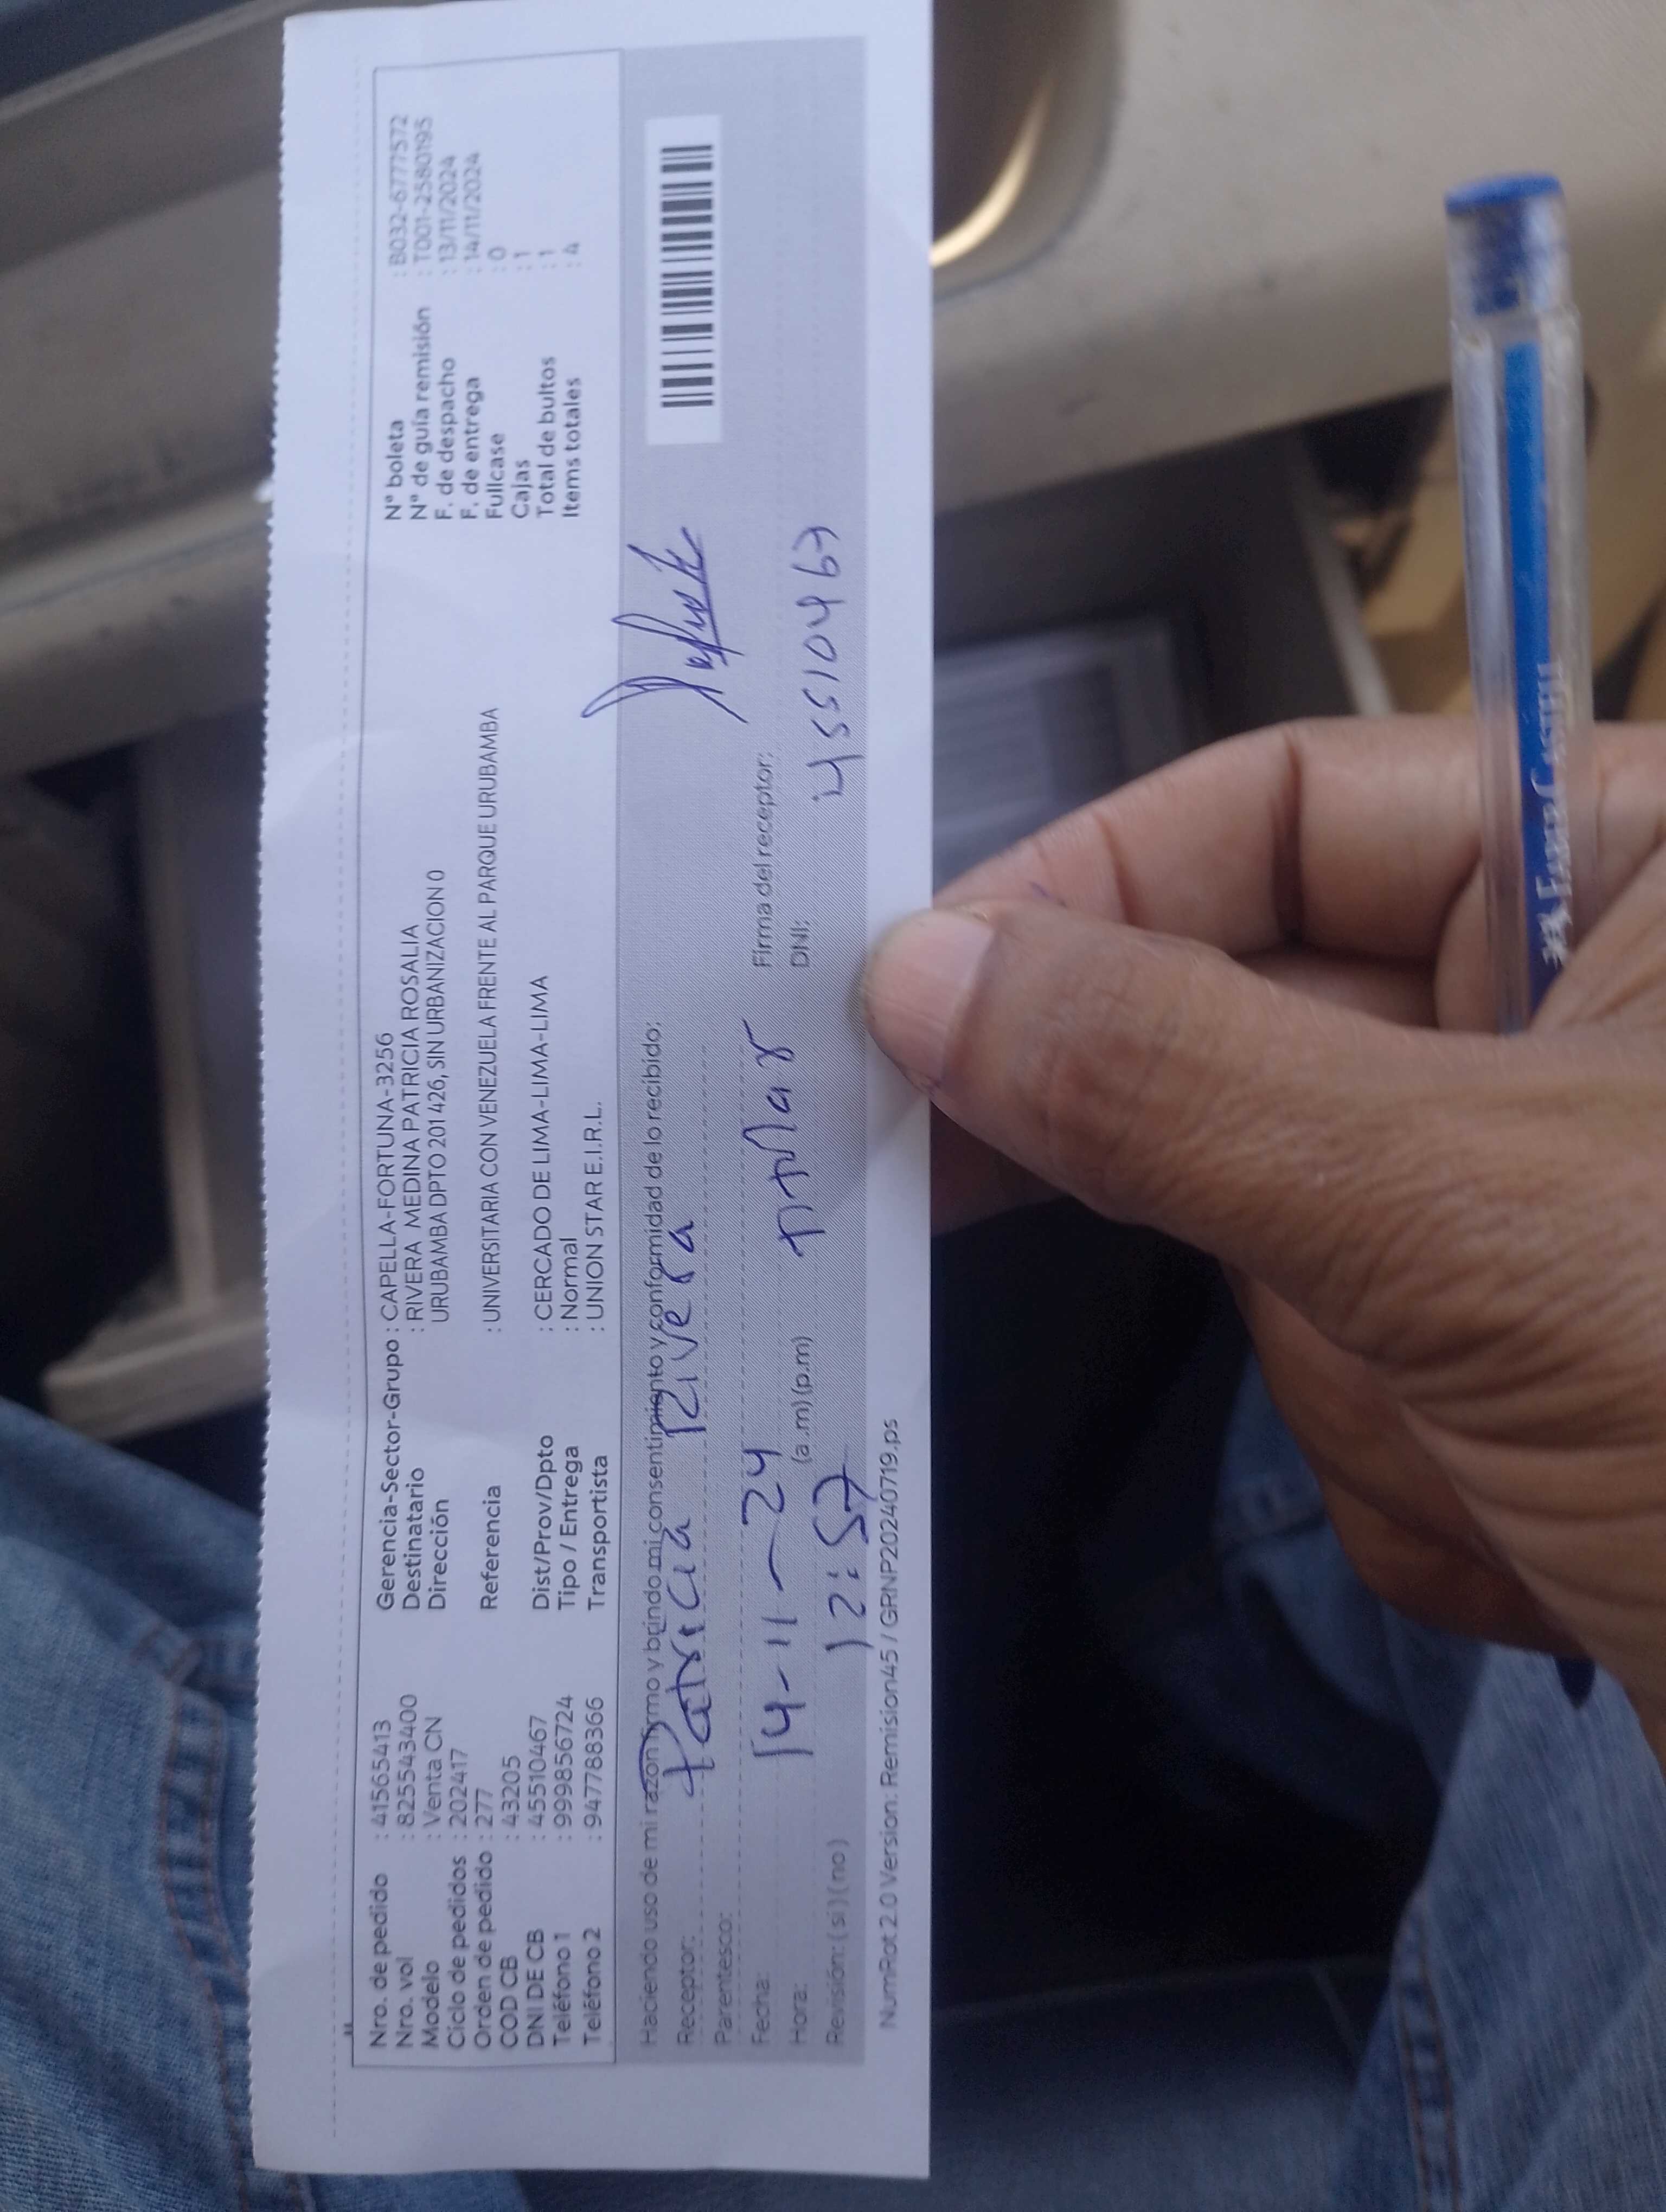 Nro. de pedido : 41565413
Nro. vol : 825543400
Modelo : Venta CN
Ciclo de pedidos : 202417
Orden de pedido : 277
COD CB : 43205
DNI DE CB : 45510467
Teléfono 1 : 999856724
Teléfono 2 : 947788366
Gerencia-Sector-Grupo : CAPELLA-FORTUNA-3256
Destinatario : RIVERA MEDINA PATRICIA ROSALIA
Dirección URUBAMBA DPTO 201 426, SIN URBANIZACION 0
Referencia : UNIVERSITARIA CON VENEZUELA FRENTE AL PARQUE URUBAMBA
Dist/Prov/Dpto : CERCADO DE LIMA-LIMA-LIMA
Tipo / Entrega : Normal
Transportista : UNION STAR E.I.R.L.
N° boleta : B032-67777572
N° de guía remisión : T001-2580195
F. de despacho : 13/11/2024
F. de entrega : 14/11/2024
Fullcase : 0
Cajas : 1
Total de bultos : 1
Items totales : 4
Haciendo uso de mi razón firmo y brindo mi consentimiento y conformidad de lo recibido:
Receptor: Patricia Rivera
Parentesco:
Fecha: 14-11-24
Hora: 12:57 (a.m) (p.m)
Revisión: ( si ) ( no )
Firma del receptor:
DNI: 45510467
NumRot 2.0 Version: Remision45 / GRNP20240719.ps